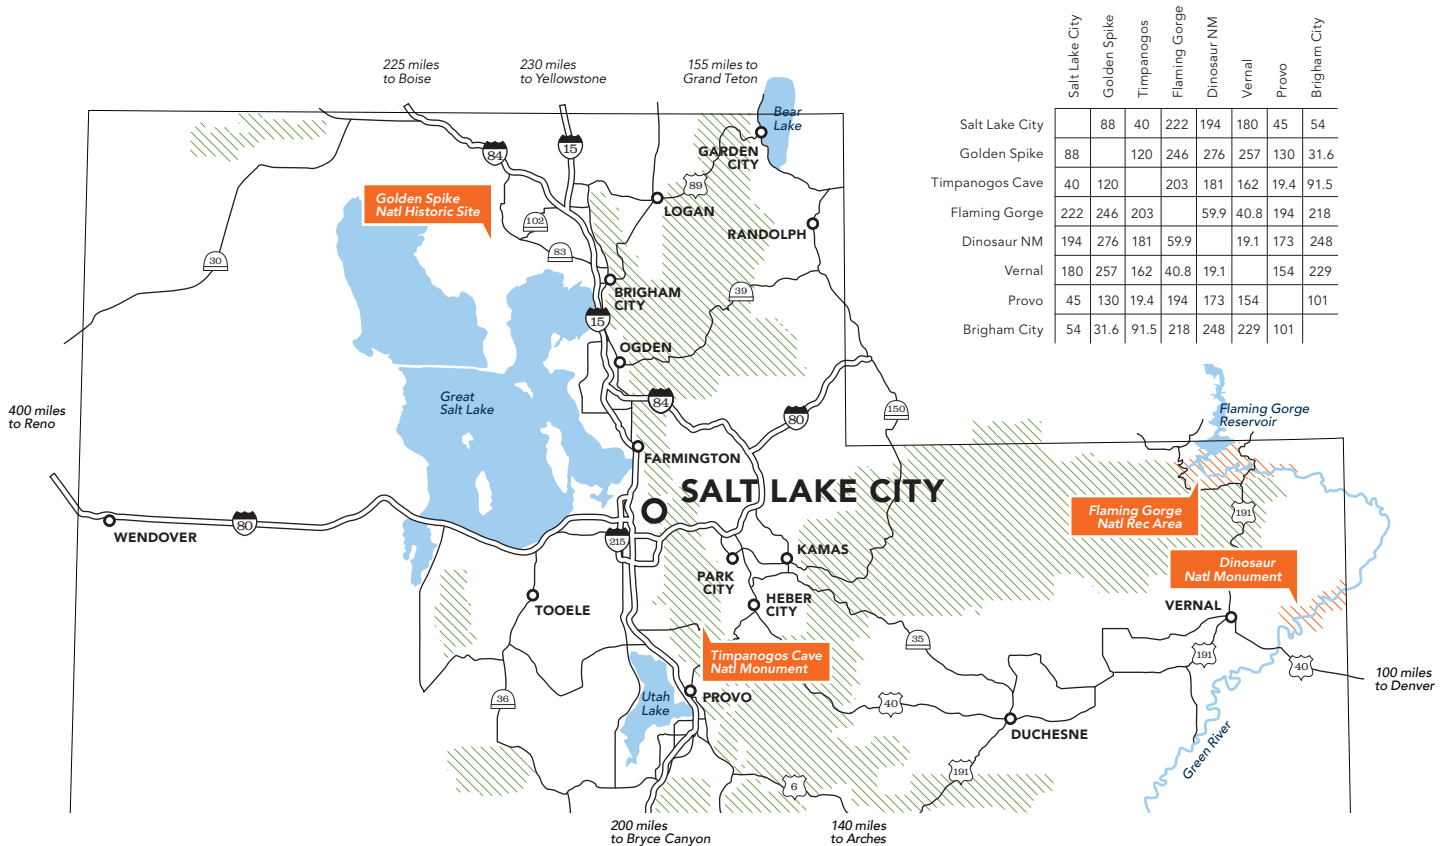 Salt Lake City
Golden Spike
Timpanogos
Flaming Gorge
Dinosaur NM
Vernal
Provo
Brigham City
Salt Lake City 88 40 222 194 180 45 54
Golden Spike 88 120 246 276 257 130 31.6
Timpanogos Cave 40 120 203 181 162 19.4 91.5
Flaming Gorge 222 246 203 59.9 40.8 194 218
Dinosaur NM 194 276 181 59.9 19.1 173 248
Vernal 180 257 162 40.8 19.1 154 229
Provo 45 130 19.4 194 173 154 101
Brigham City 54 31.6 91.5 218 248 229 101
225 miles
to Boise
230 miles
to Yellowstone
155 miles to
Grand Teton
Bear
Lake
84
15
GARDEN
CITY
89
Golden Spike
Natl Historic Site
LOGAN
102
RANDOLPH
83
30
BRIGHAM
CITY
39
15
OGDEN
400 miles
to Reno
Great
Salt Lake
84
80
150
Flaming Gorge
Reservoir
FARMINGTON
SALT LAKE CITY
Flaming Gorge
Natl Rec Area
191
80
WENDOVER
215
KAMAS
PARK
CITY
Dinosaur
Natl Monument
TOOELE
HEBER
CITY
VERNAL
35
Timpanogos Cave
Natl Monument
191
40
100 miles
to Denver
36
Utah
Lake
PROVO
40
DUCHESNE
Green River
191
6
200 miles
to Bryce Canyon
140 miles
to Arches